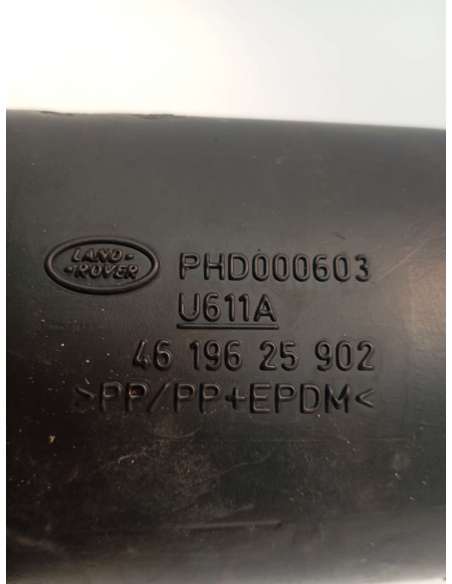 LAND-
-ROVER
PHD000603
U611A
46 196 25 902
>PP/PP+EPDM<